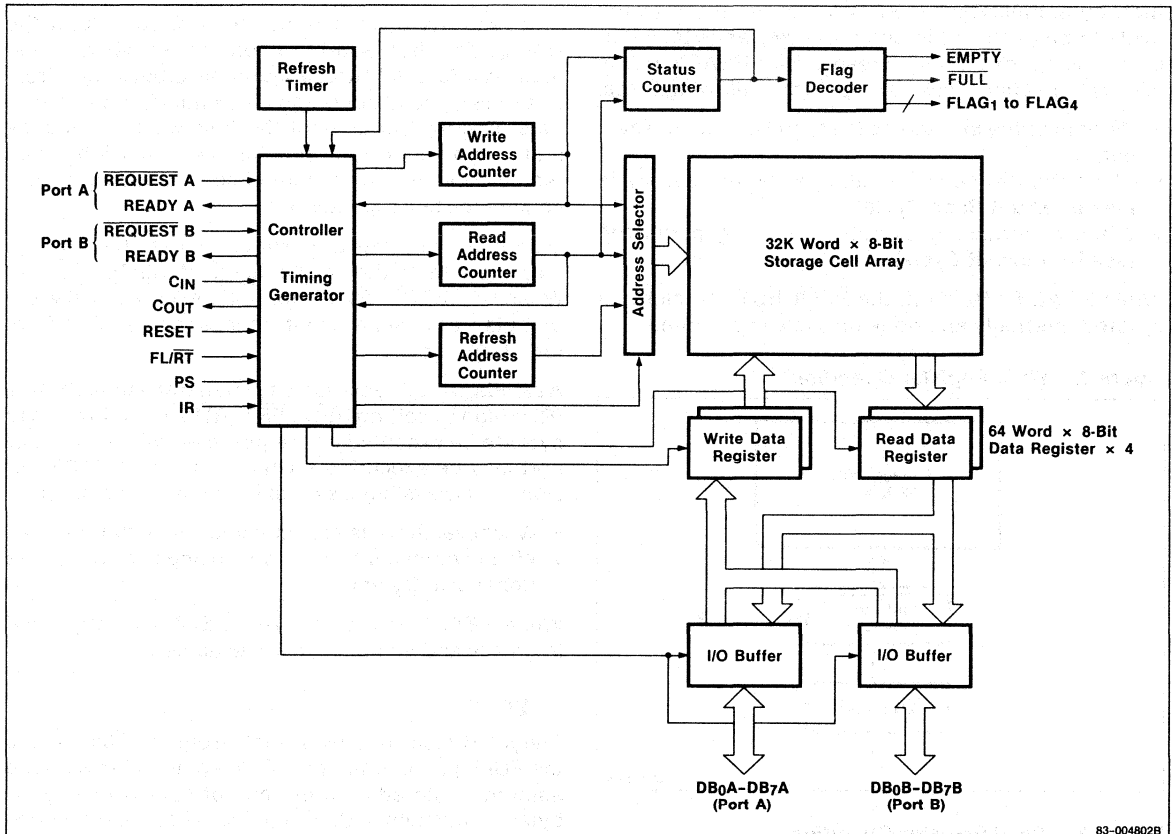 Refresh
Timer
Status
Counter
Flag
Decoder
EMPTY
FULL
FLAG1 to FLAG4
Write
Address
Counter
Port A
REQUEST A
READY A
Port B
REQUEST B
READY B
CIN
COUT
RESET
FL/RT
PS
IR
Controller
Timing
Generator
Read
Address
Counter
Refresh
Address
Counter
Address Selector
32K Word × 8-Bit
Storage Cell Array
Write Data
Register
Read Data
Register
64 Word × 8-Bit
Data Register × 4
I/O Buffer
I/O Buffer
DB0A-DB7A
(Port A)
DB0B-DB7B
(Port B)
83-004802B